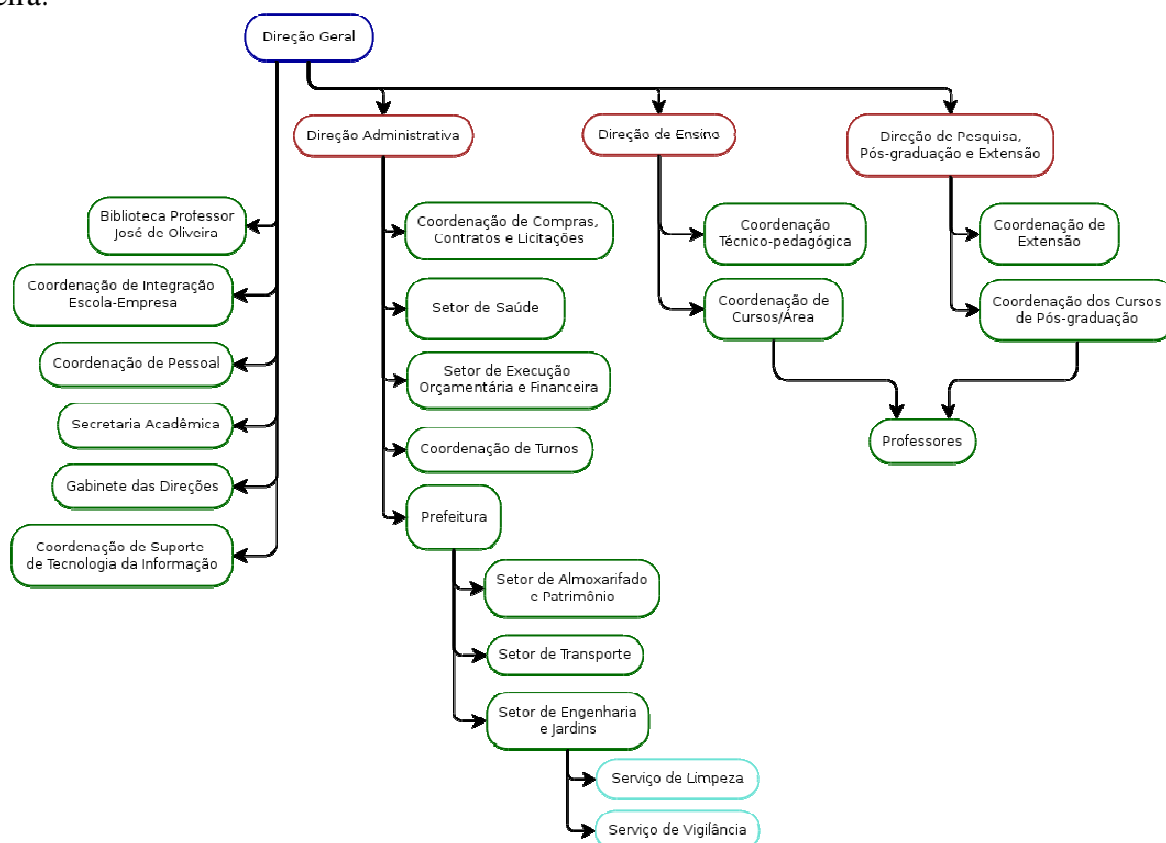 eira.
Direção Geral
Direção Administrativa
Direção de Ensino
Direção de Pesquisa,
Pós-graduação e Extensão
Biblioteca Professor
José de Oliveira
Coordenação de Integração
Escola-Empresa
Coordenação de Pessoal
Secretaria Acadêmica
Gabinete das Direções
Coordenação de Suporte
de Tecnologia da Informação
Coordenação de Compras,
Contratos e Licitações
Setor de Saúde
Setor de Execução
Orçamentária e Financeira
Coordenação de Turnos
Prefeitura
Setor de Almoxarifado
e Patrimônio
Setor de Transporte
Setor de Engenharia
e Jardins
Serviço de Limpeza
Serviço de Vigilância
Coordenação
Técnico-pedagógica
Coordenação de
Cursos/Área
Coordenação de
Extensão
Coordenação dos Cursos
de Pós-graduação
Professores